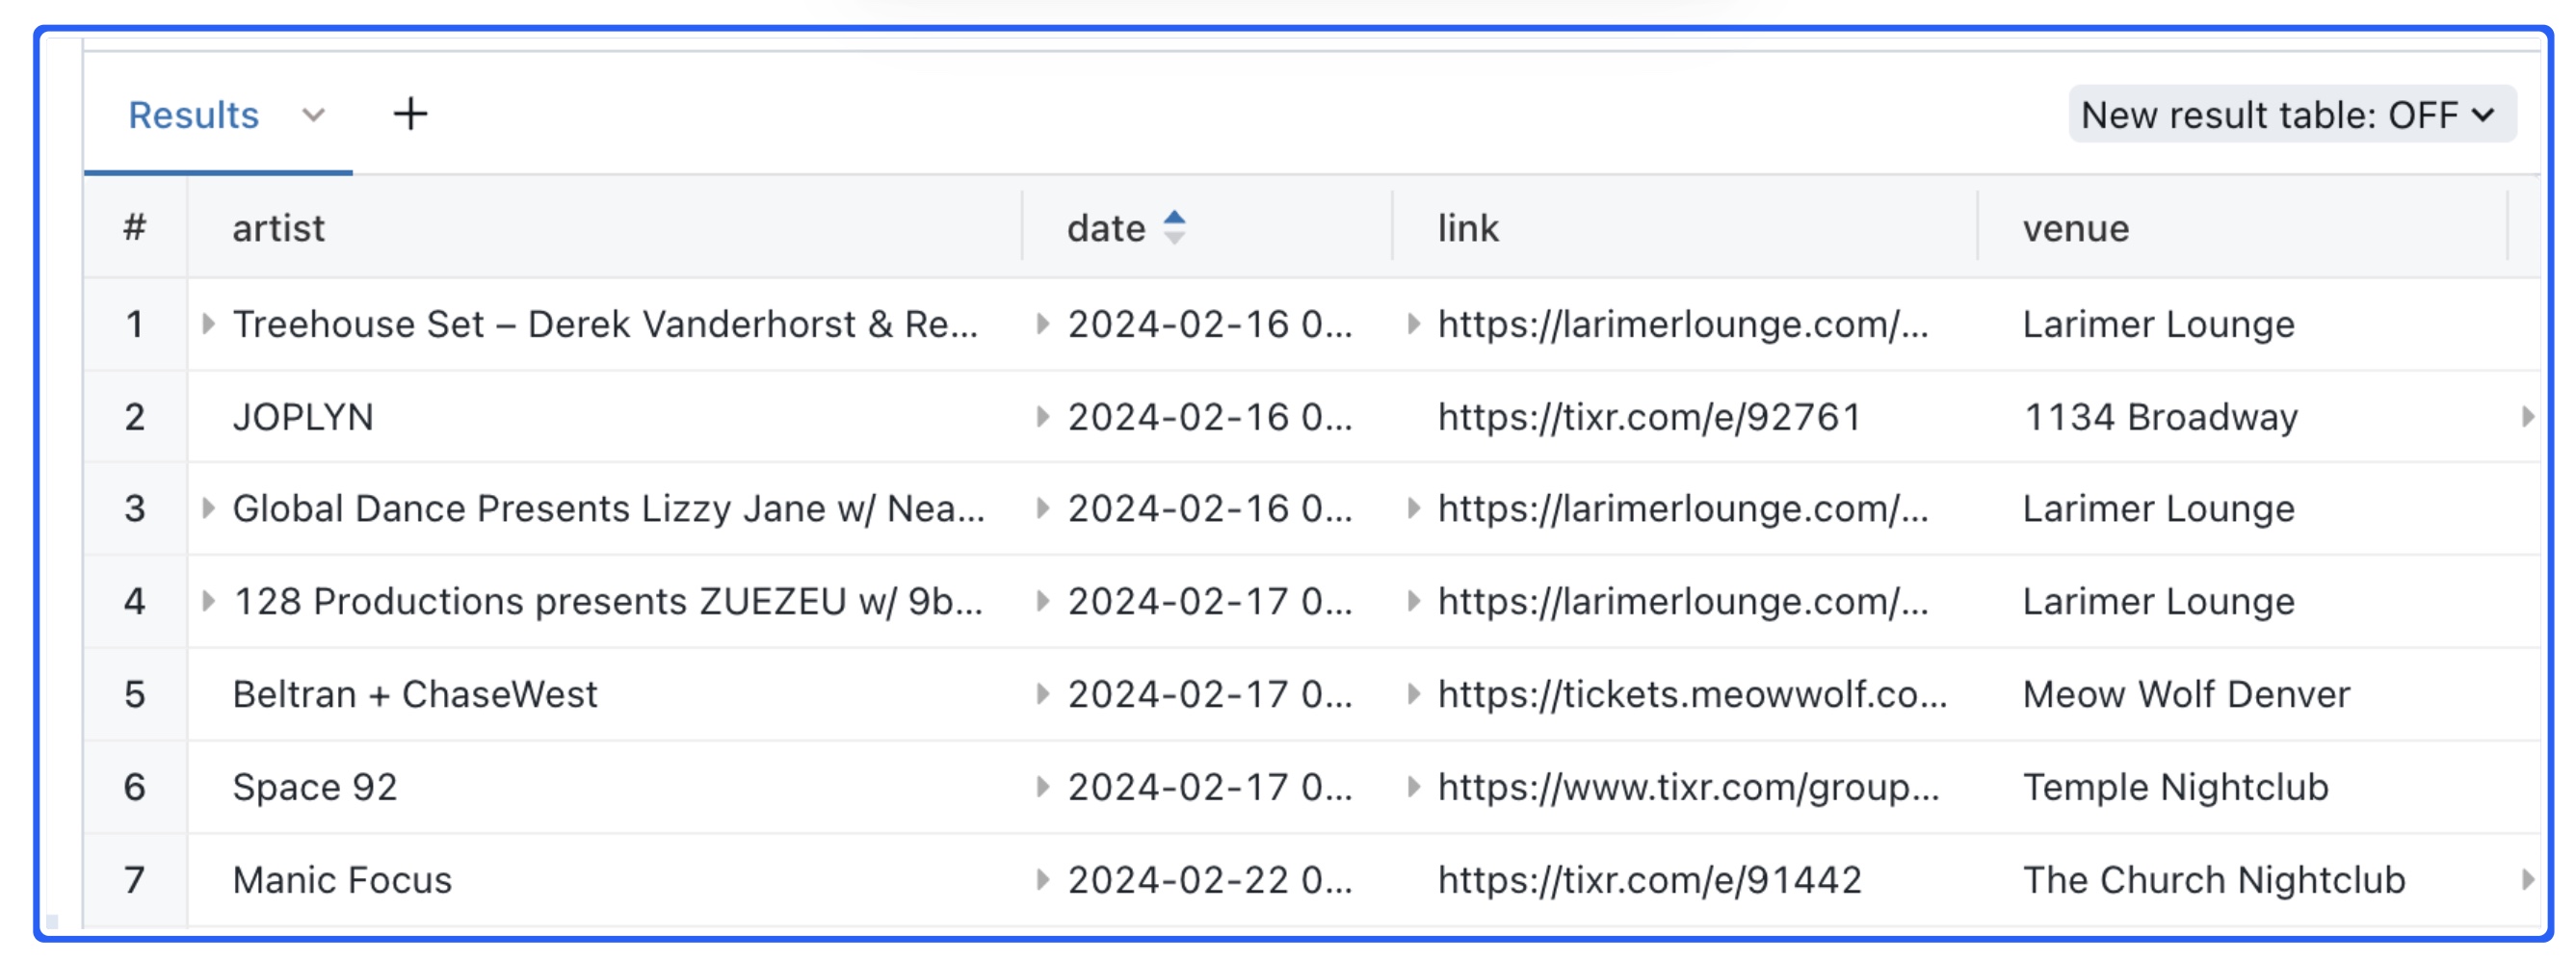 Results + New result table: OFF
# artist date link venue
1 Treehouse Set – Derek Vanderhorst & Re... 2024-02-16 0... https://larimerlounge.com/... Larimer Lounge
2 JOPLYN 2024-02-16 0... https://tixr.com/e/92761 1134 Broadway
3 Global Dance Presents Lizzy Jane w/ Nea... 2024-02-16 0... https://larimerlounge.com/... Larimer Lounge
4 128 Productions presents ZUEZEU w/ 9b... 2024-02-17 0... https://larimerlounge.com/... Larimer Lounge
5 Beltran + ChaseWest 2024-02-17 0... https://tickets.meowwolf.co... Meow Wolf Denver
6 Space 92 2024-02-17 0... https://www.tixr.com/group... Temple Nightclub
7 Manic Focus 2024-02-22 0... https://tixr.com/e/91442 The Church Nightclub